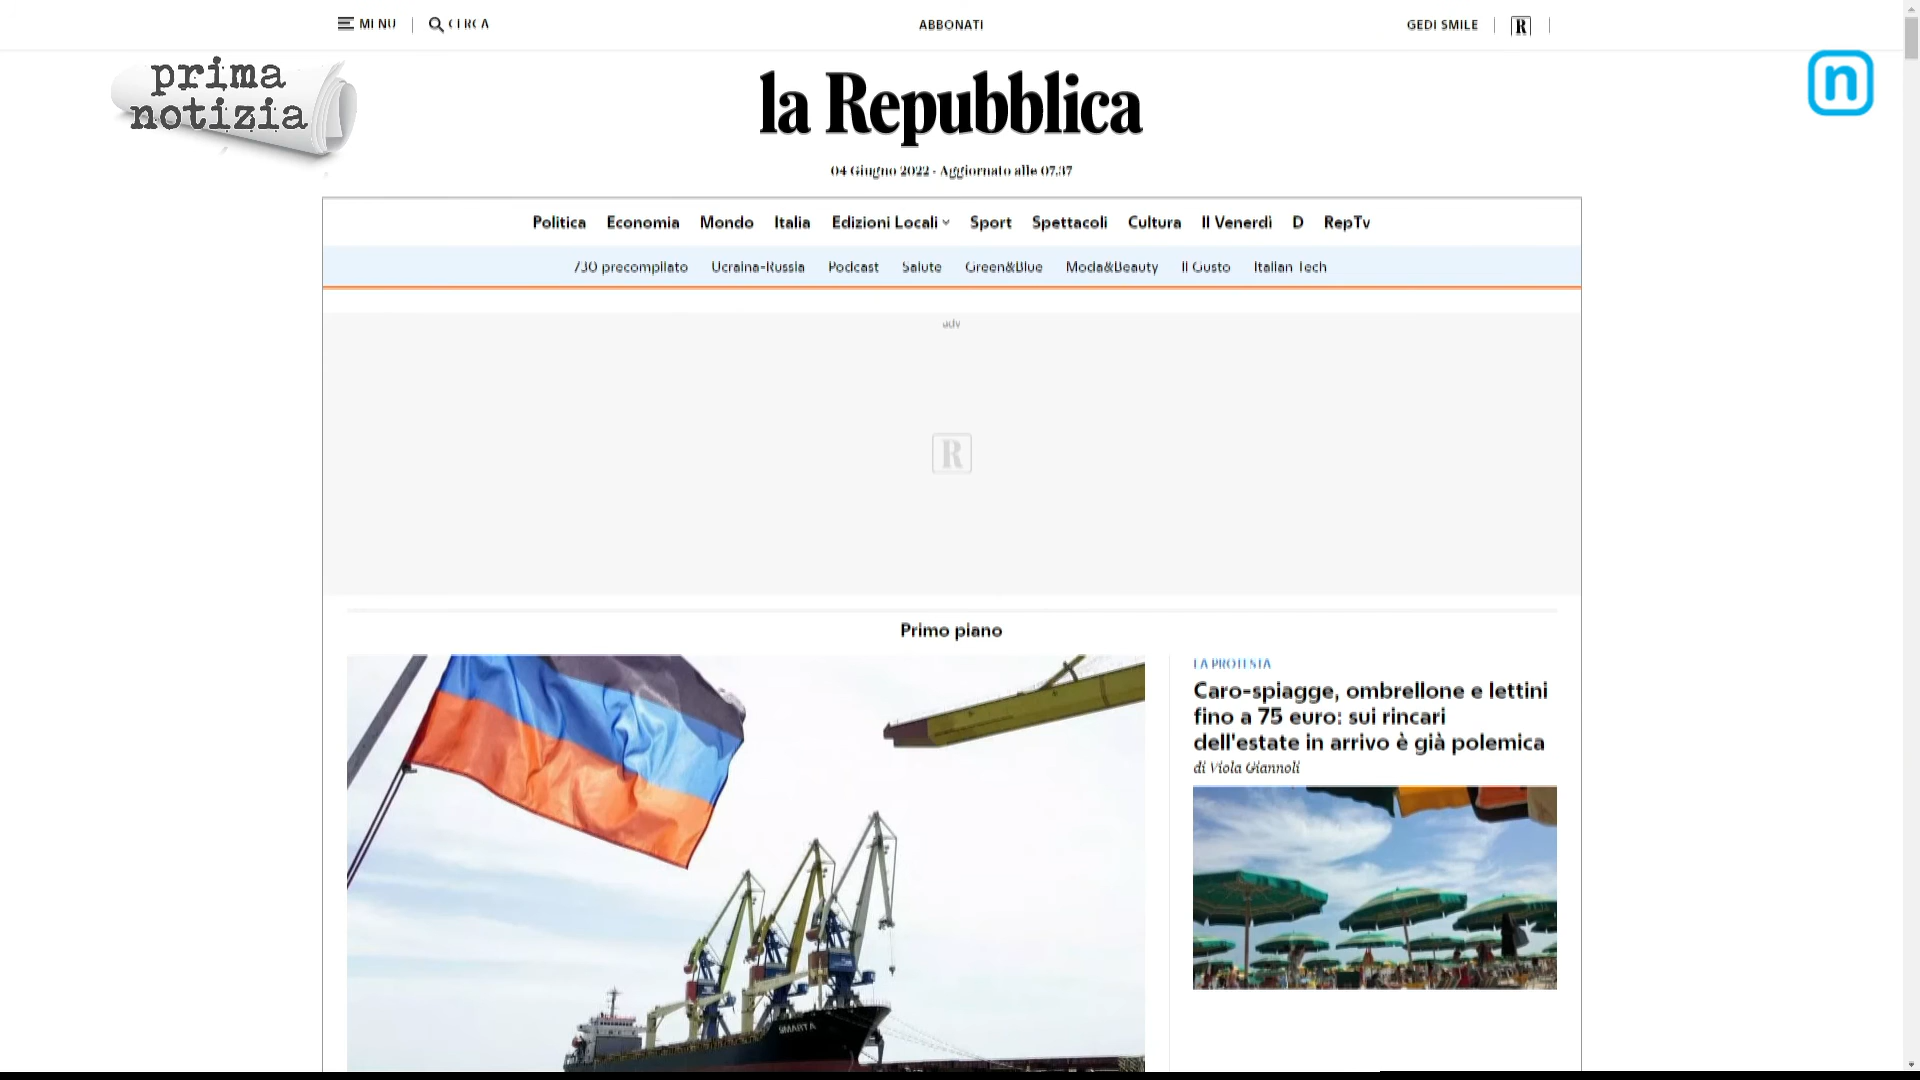 MENU
CERCA
ABBONATI
GEDI SMILE
R
prima
notizia
n
la Repubblica
04 Giugno 2022 - Aggiornato alle 07.37
Politica Economia Mondo Italia Edizioni Locali Sport Spettacoli Cultura Il Venerdì D RepTv
730 precompilato Ucraina-Russia Podcast Salute Green&Blue Moda&Beauty Il Gusto Italian Tech
adv
R
Primo piano
LA PROTESTA
Caro-spiagge, ombrellone e lettini
fino a 75 euro: sui rincari
dell'estate in arrivo è già polemica
di Viola Giannoli
SMARTA